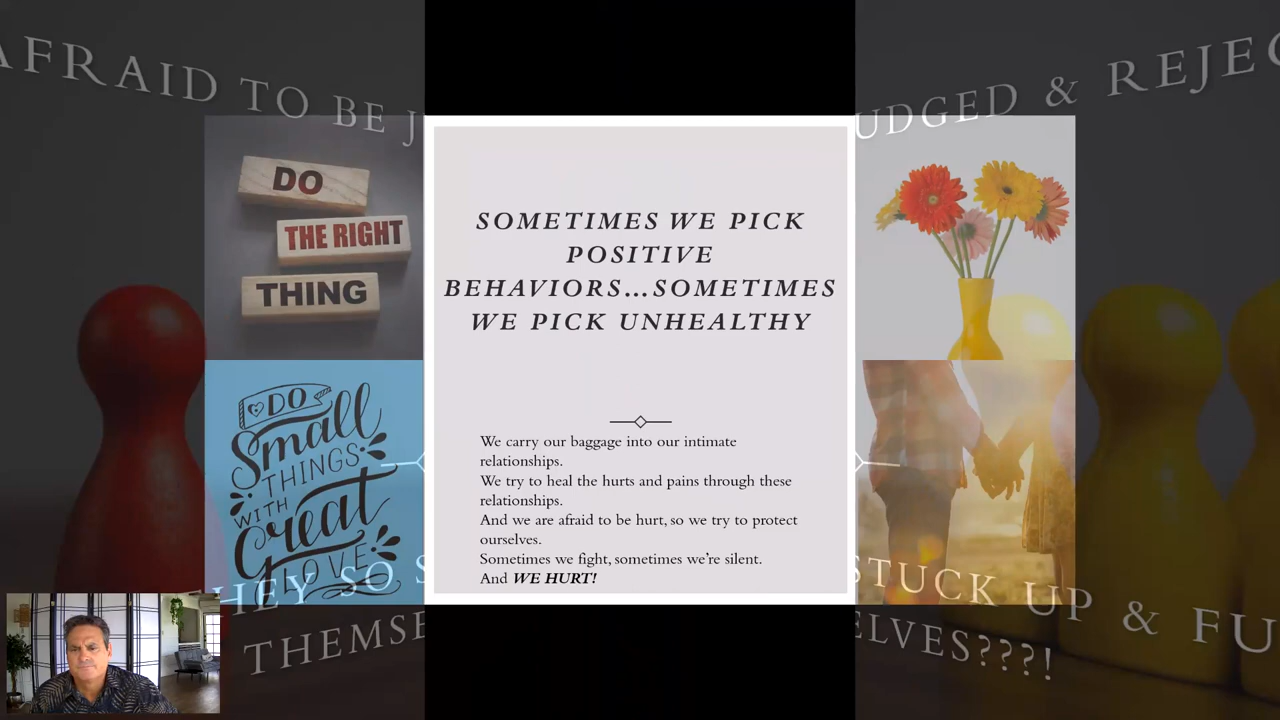 AFRAID TO BE J
UDGED & REJEC
DO
THE RIGHT
THING
SOMETIMES WE PICK
POSITIVE
BEHAVIORS...SOMETIMES
WE PICK UNHEALTHY
DO
Small
THINGS
WITH
Great
LOVE
We carry our baggage into our intimate
relationships.
We try to heal the hurts and pains through these
relationships.
And we are afraid to be hurt, so we try to protect
ourselves.
Sometimes we fight, sometimes we're silent.
And WE HURT!
HEY SO S
STUCK UP & FU
THEMSE
ELVES???!